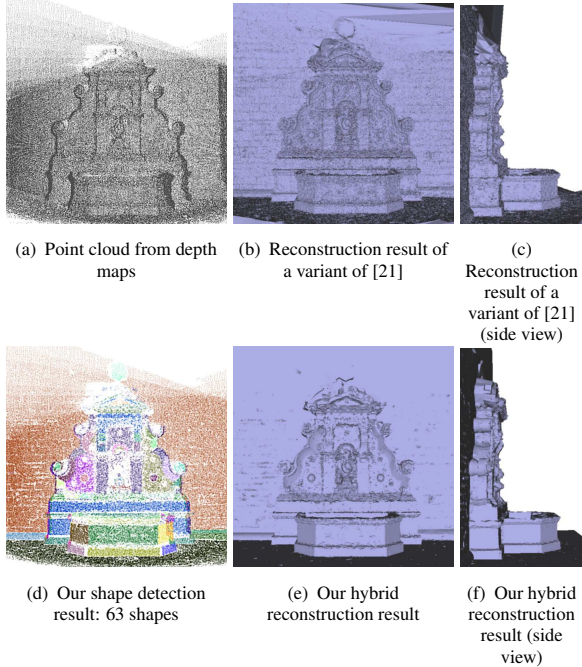 (a) Point cloud from depth
maps
(b) Reconstruction result of
a variant of [21]
(c)
Reconstruction
result of a
variant of [21]
(side view)
(d) Our shape detection
result: 63 shapes
(e) Our hybrid
reconstruction result
(f) Our hybrid
reconstruction
result (side
view)